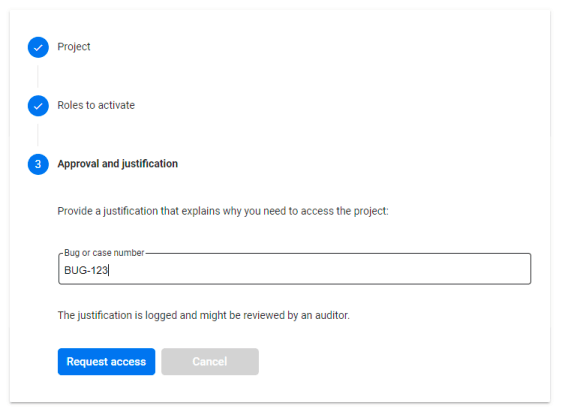 Project
Roles to activate
3 Approval and justification
Provide a justification that explains why you need to access the project:
Bug or case number
BUG-123
The justification is logged and might be reviewed by an auditor.
Request access Cancel